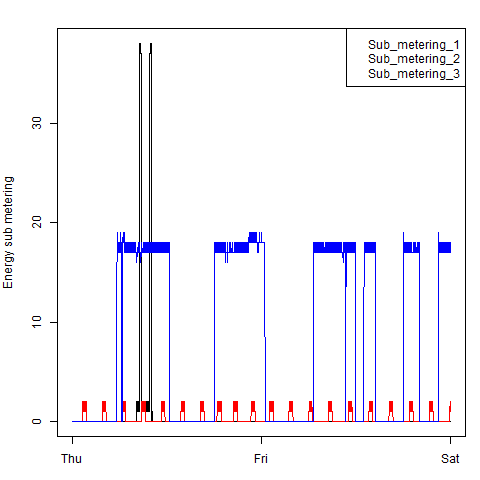 Sub_metering_1
Sub_metering_2
Sub_metering_3
Energy sub metering
30
20
10
0
Thu
Fri
Sat